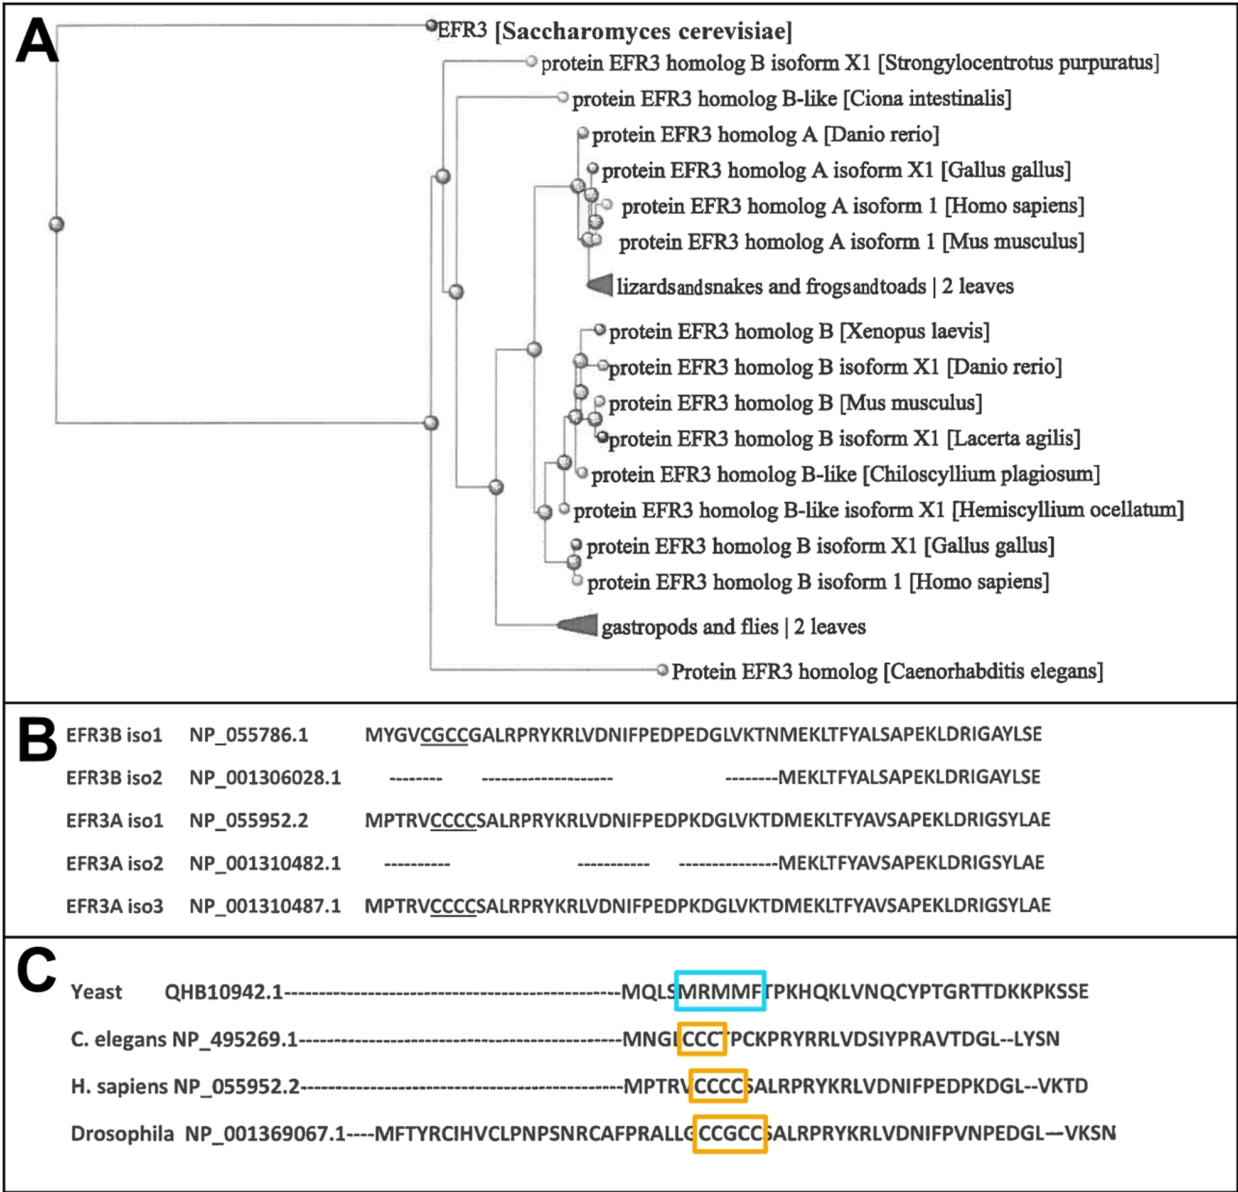 A
EFR3 [Saccharomyces cerevisiae]
protein EFR3 homolog B isoform X1 [Strongylocentrotus purpuratus]
protein EFR3 homolog B-like [Ciona intestinalis]
protein EFR3 homolog A [Danio rerio]
protein EFR3 homolog A isoform X1 [Gallus gallus]
protein EFR3 homolog A isoform 1 [Homo sapiens]
protein EFR3 homolog A isoform 1 [Mus musculus]
lizards and snakes and frogs and toads | 2 leaves
protein EFR3 homolog B [Xenopus laevis]
protein EFR3 homolog B isoform X1 [Danio rerio]
protein EFR3 homolog B [Mus musculus]
protein EFR3 homolog B isoform X1 [Lacerta agilis]
protein EFR3 homolog B-like [Chiloscyllium plagiosum]
protein EFR3 homolog B-like isoform X1 [Hemiscyllium ocellatum]
protein EFR3 homolog B isoform X1 [Gallus gallus]
protein EFR3 homolog B isoform 1 [Homo sapiens]
gastropods and flies | 2 leaves
Protein EFR3 homolog [Caenorhabditis elegans]
B
EFR3B iso1 NP_055786.1 MYGVCGCCGALRPRYKRLVDNIFPEDPEDGLVKTNMEKLTFYALSAPEKLDRIGAYLSE
EFR3B iso2 NP_001306028.1 -------- -------------------- --------MEKLTFYALSAPEKLDRIGAYLSE
EFR3A iso1 NP_055952.2 MPTRVCCCCSALRPRYKRLVDNIFPEDPKDGLVKTDMEKLTFYAVSAPEKLDRIGSYLAE
EFR3A iso2 NP_001310482.1 ---------- ----------- ---------------MEKLTFYAVSAPEKLDRIGSYLAE
EFR3A iso3 NP_001310487.1 MPTRVCCCCSALRPRYKRLVDNIFPEDPKDGLVKTDMEKLTFYAVSAPEKLDRIGSYLAE
C
Yeast QHB10942.1----------------------------------------------------MQLSMRMMFTPKHQKLVNQCYPTGRTTDKKPKSSE
C. elegans NP_495269.1--------------------------------------------------MNGLCCCTPCKPRYRRLVDSIYPRAVTDGL--LYSN
H. sapiens NP_055952.2--------------------------------------------------MPTRVCCCCSALRPRYKRLVDNIFPEDPKDGL--VKTD
Drosophila NP_001369067.1----MFTYRCIHVCLPNPSNRCAFPRALLGCCGCCSALRPRYKRLVDNIFPVNPEDGL—VKSN